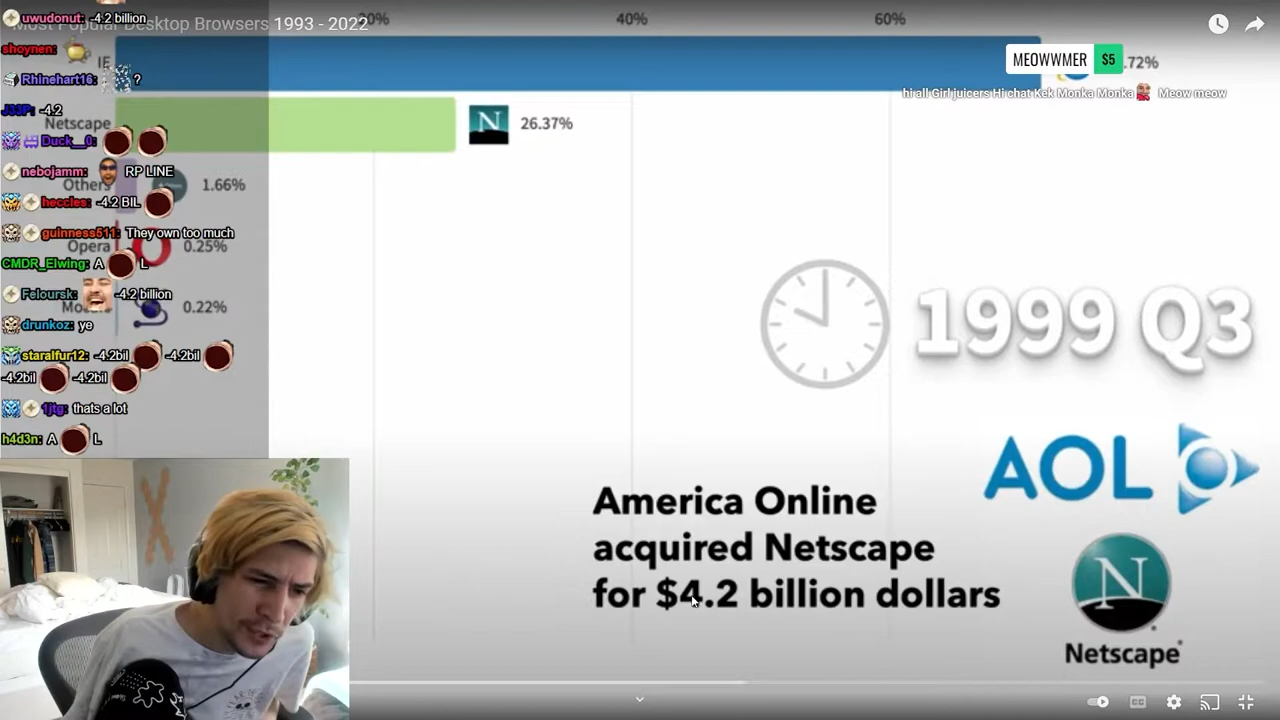 Most Popular Desktop Browsers 1993 - 2022
20%
40%
60%
uwudonut: -4.2 billion
shoynen:
IE
.72%
MEOWWMER $5
Rhinehart16: ?
hi all Girl juicers Hi chat Kek Monka Monka Meow meow
J33P: -4.2
Netscape
N
26.37%
Duck__0:
nebojamm: RP LINE
Others
1.66%
heccles: -4.2 BIL
guinness511: They own too much
Opera
0.25%
CMDR_Elwing: A L
Feloursk: -4.2 billion
0.22%
drunkoz: ye
1999 Q3
staralfur12: -4.2bil -4.2bil
-4.2bil -4.2bil
1jtg: thats a lot
h4d3n: A L
AOL
America Online
acquired Netscape
for $4.2 billion dollars
N
Netscape
X
CC